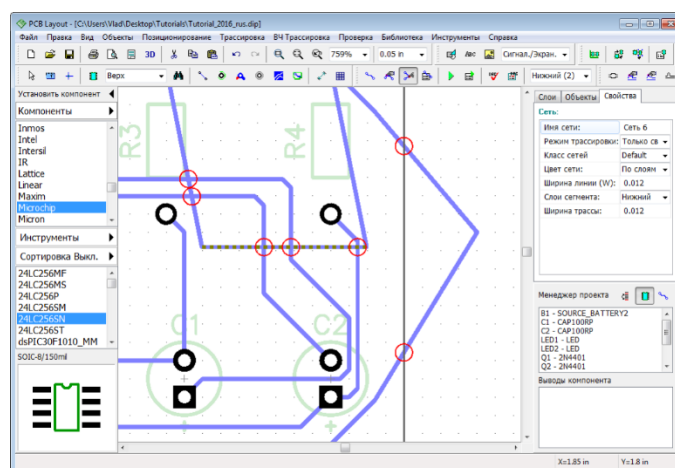 PCB Layout - [C:\Users\Vlad\Desktop\Tutorials\Tutorial_2016_rus.dip]
Файл Правка Вид Объекты Позиционирование Трассировка ВЧ Трассировка Проверка Библиотека Инструменты Справка
3D 759% 0.05 in Abc Сигнал./Экран.
Верх Нижний (2)
Установить компонент
Компоненты
Inmos
Intel
Intersil
IR
Lattice
Linear
Maxim
Microchip
Micron
Инструменты
Сортировка Выкл.
24LC256MF
24LC256MS
24LC256P
24LC256SM
24LC256SN
24LC256ST
dsPIC30F1010_MM
SOIC-8/150mil
R3
R4
C1
C2
+
+
Слои Объекты Свойства
Сеть:
Имя сети: Сеть 6
Режим трассировки: Только св
Класс сетей Default
Цвет сети: По слоям
Ширина линии (W): 0.012
Слои сегмента: Нижний
Ширина трассы: 0.012
Менеджер проекта
B1 - SOURCE_BATTERY2
C1 - CAP100RP
C2 - CAP100RP
LED1 - LED
LED2 - LED
Q1 - 2N4401
Q2 - 2N4401
Выводы компонента
X=1.85 in Y=1.8 in